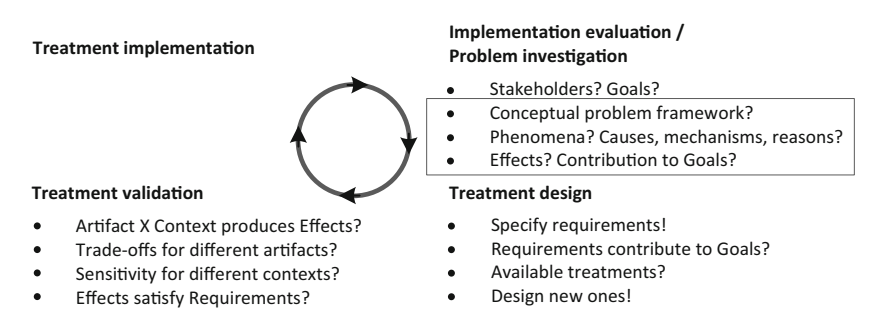 Treatment implementation
Implementation evaluation /
Problem investigation
• Stakeholders? Goals?
• Conceptual problem framework?
• Phenomena? Causes, mechanisms, reasons?
• Effects? Contribution to Goals?
Treatment validation
• Artifact X Context produces Effects?
• Trade-offs for different artifacts?
• Sensitivity for different contexts?
• Effects satisfy Requirements?
Treatment design
• Specify requirements!
• Requirements contribute to Goals?
• Available treatments?
• Design new ones!